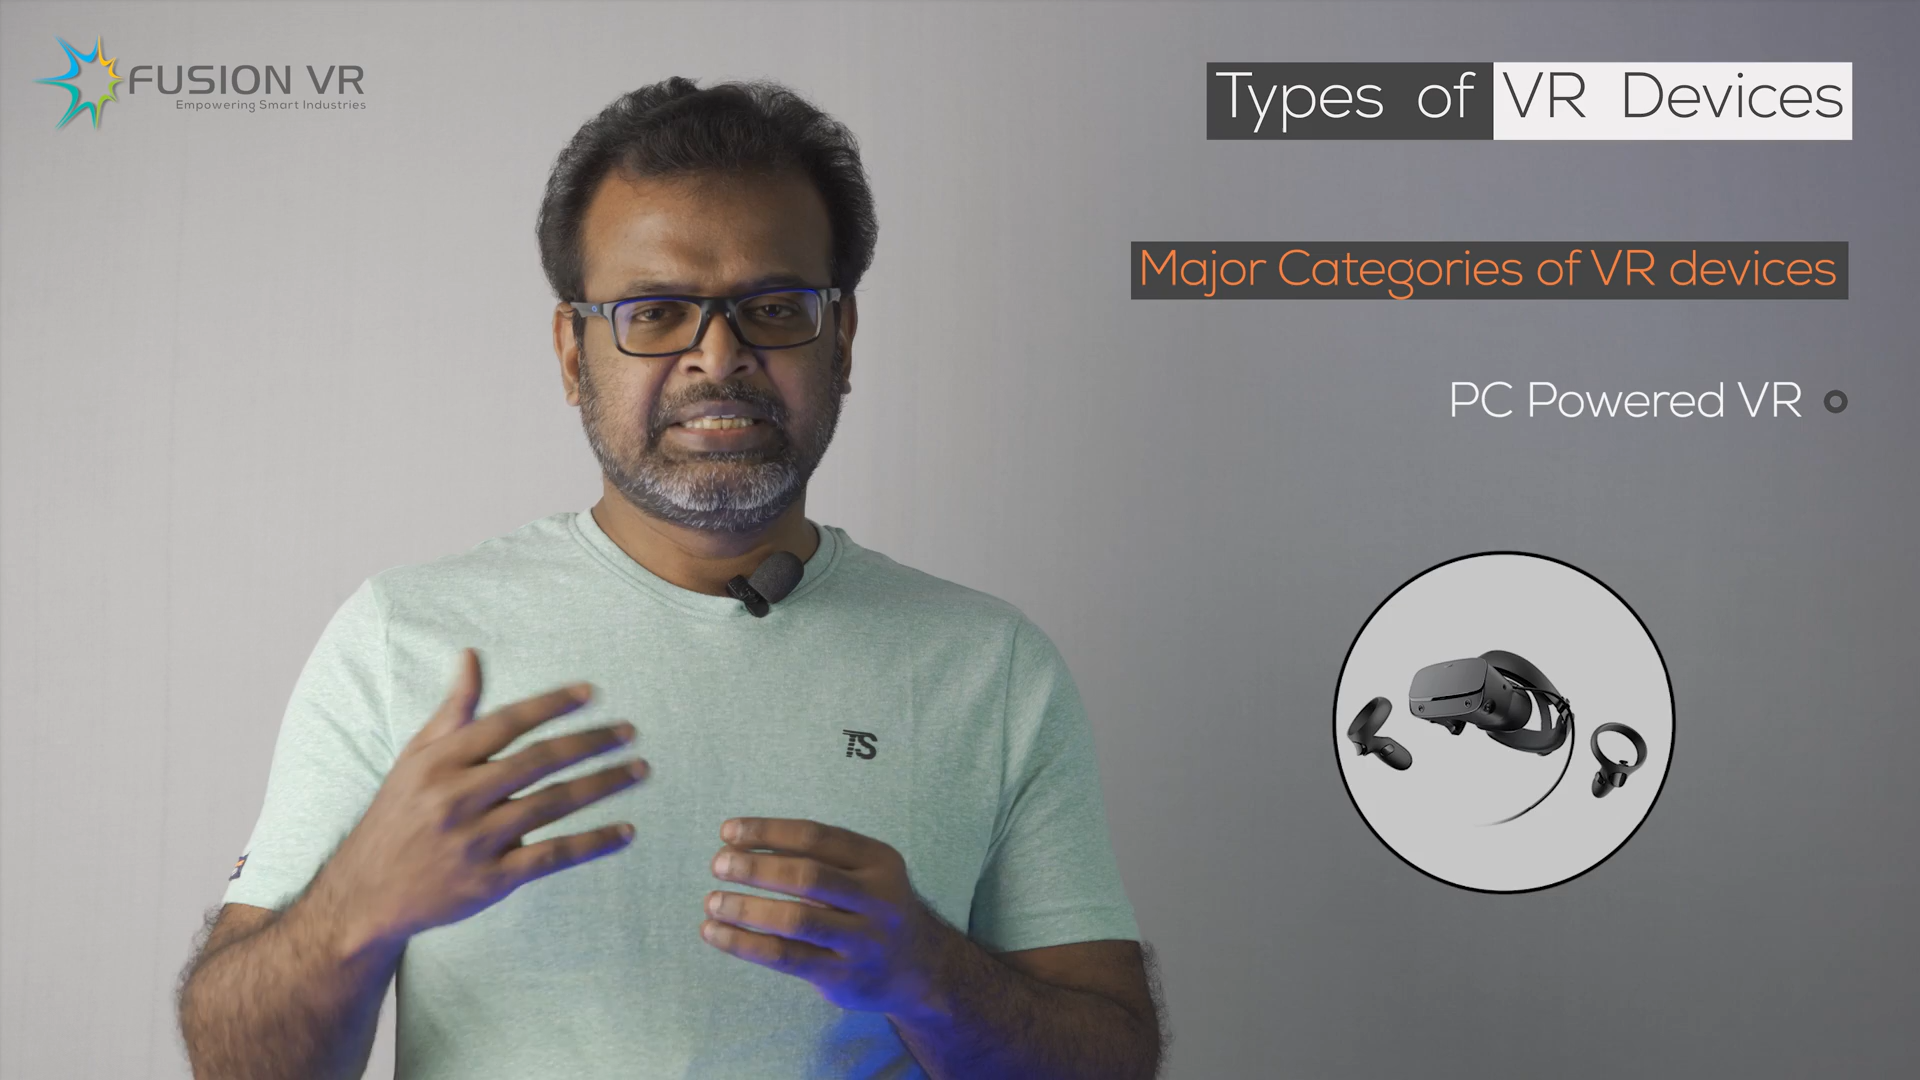 FUSION VR
Empowering Smart Industries
Types of VR Devices
Major Categories of VR devices
PC Powered VR
TS